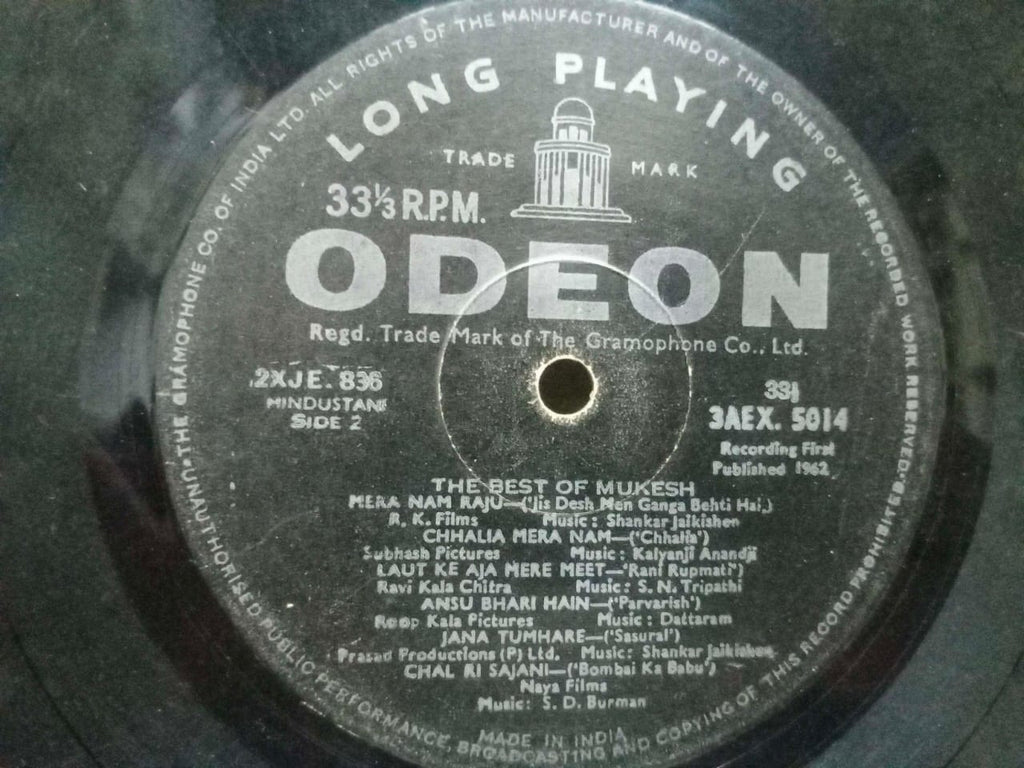 UNAUTHORISED PUBLIC PERFORMANCE, BROADCASTING AND COPYING OF THIS RECORD PROHIBITED. THE GRAMOPHONE CO. OF INDIA LTD. ALL RIGHTS OF THE MANUFACTURER AND OF THE OWNER OF THE RECORDED WORK RESERVED.
LONG PLAYING
TRADE MARK
33⅓ R.P.M.
ODEON
Regd. Trade Mark of The Gramophone Co., Ltd.
2XJE. 836
HINDUSTANI
SIDE 2
33⅓
3AEX. 5014
Recording First
Published 1962
THE BEST OF MUKESH
MERA NAM RAJU—('Jis Desh Men Ganga Behti Hai,)
R. K. Films Music: Shankar Jaikishen
CHHALIA MERA NAM—('Chhalia')
Subhash Pictures Music: Kalyanji Anandji
LAUT KE AJA MERE MEET—'Rani Rupmati')
Ravi Kala Chitra Music: S. N. Tripathi
ANSU BHARI HAIN—('Parvarish')
Roop Kala Pictures Music: Dattaram
JANA TUMHARE—('Sasural')
Prasad Productions (P) Ltd. Music: Shankar Jaikishen
CHAL RI SAJANI—('Bombai Ka Babu')
Naya Films
Music: S. D. Burman
MADE IN INDIA